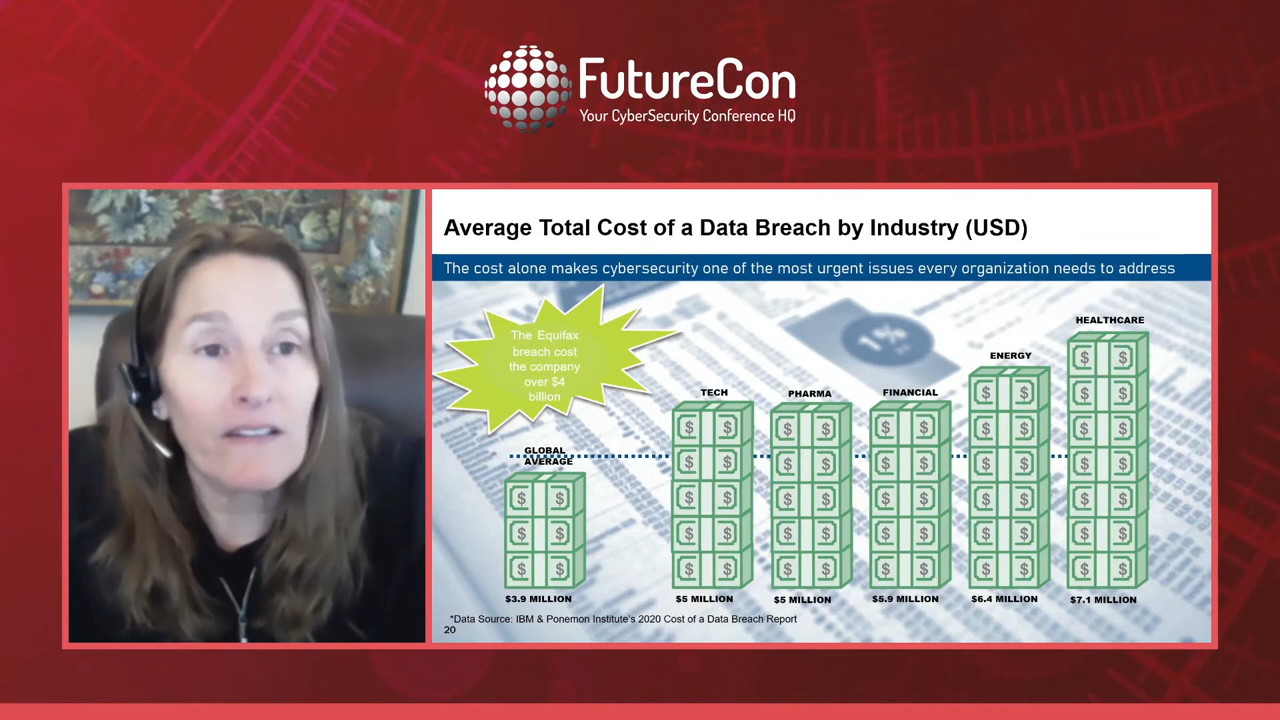 FutureCon
Your CyberSecurity Conference HQ
Average Total Cost of a Data Breach by Industry (USD)
The cost alone makes cybersecurity one of the most urgent issues every organization needs to address
The Equifax
breach cost
the company
over $4
billion
1%
GLOBAL
AVERAGE
TECH
PHARMA
FINANCIAL
ENERGY
HEALTHCARE
$3.9 MILLION
$5 MILLION
$5 MILLION
$5.9 MILLION
$6.4 MILLION
$7.1 MILLION
*Data Source: IBM & Ponemon Institute's 2020 Cost of a Data Breach Report
20